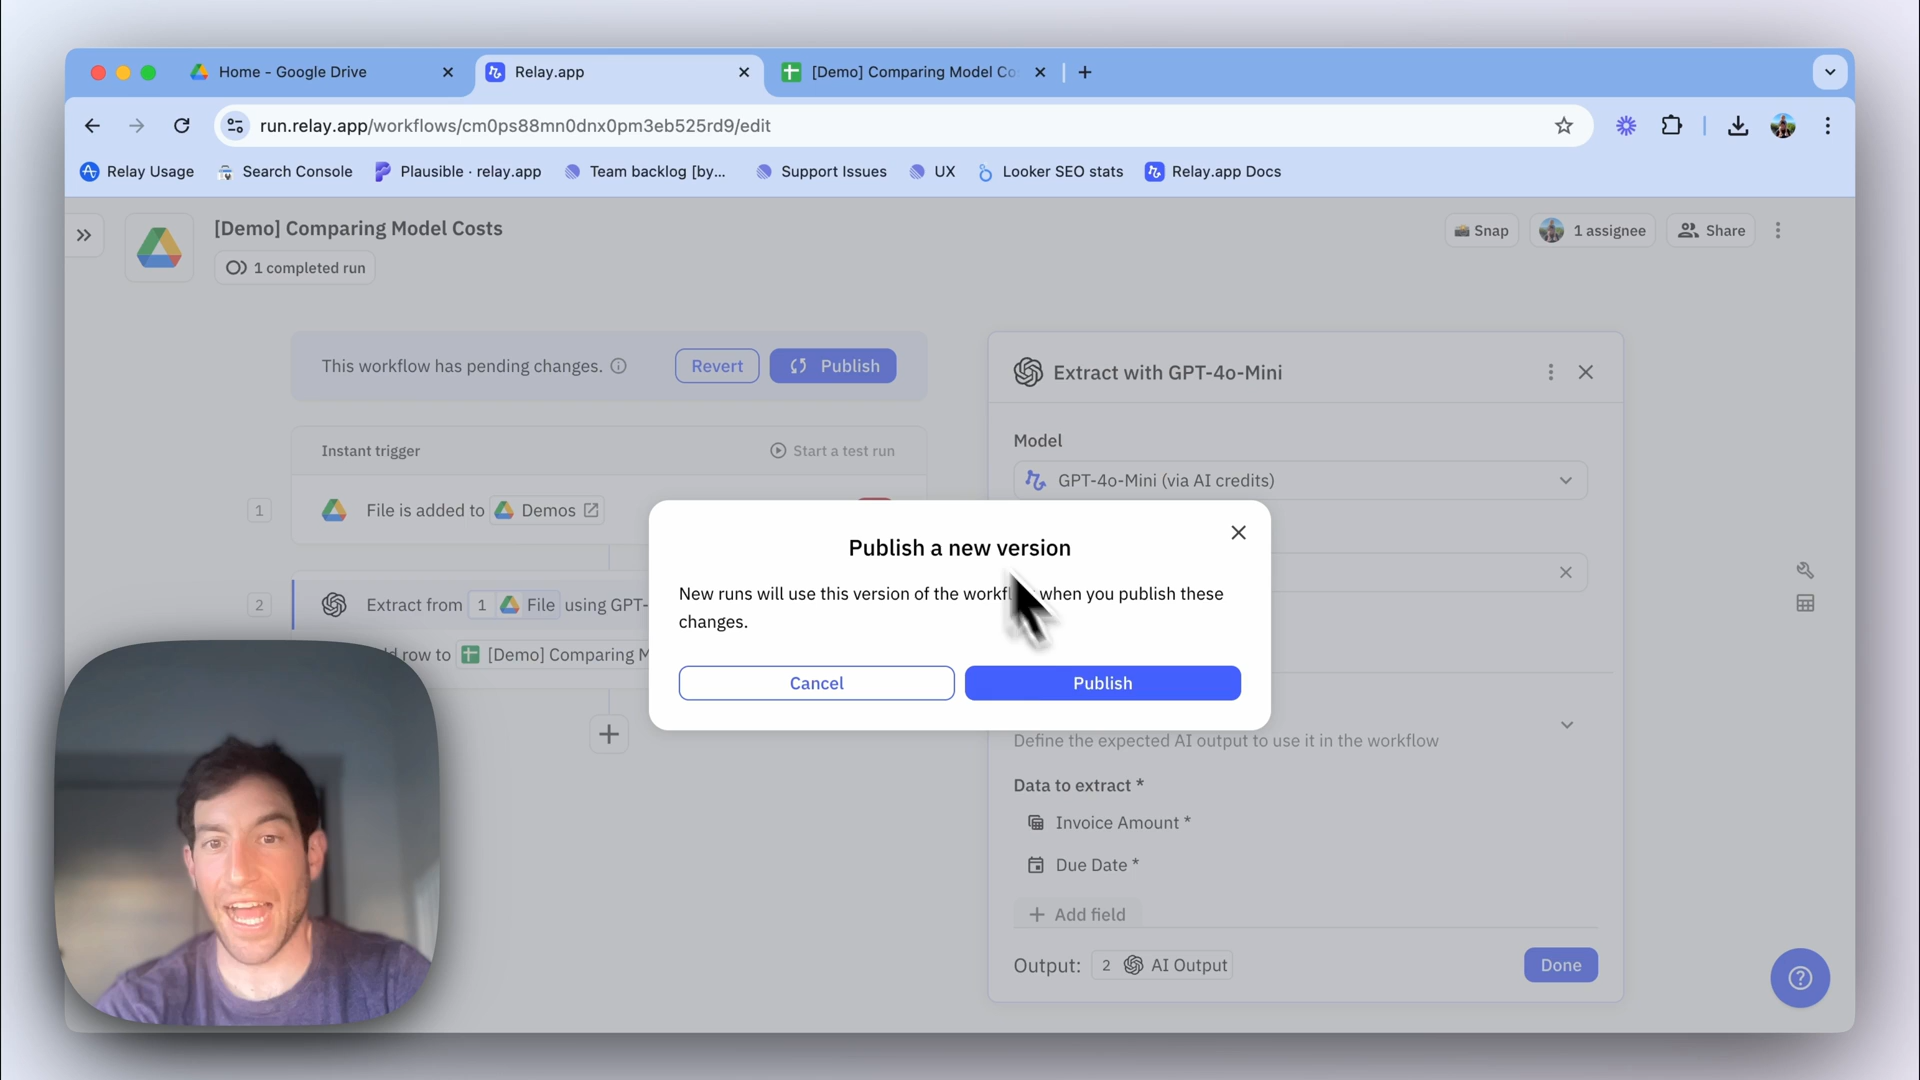 Home - Google Drive
Relay.app
[Demo] Comparing Model Co
run.relay.app/workflows/cm0ps88mn0dnx0pm3eb525rd9/edit
Relay Usage
Search Console
Plausible · relay.app
Team backlog [by...
Support Issues
UX
Looker SEO stats
Relay.app Docs
[Demo] Comparing Model Costs
1 completed run
Snap
1 assignee
Share
This workflow has pending changes.
Revert
Publish
Instant trigger
Start a test run
1
File is added to Demos
2
Extract from 1 File using GPT-
row to [Demo] Comparing M
Extract with GPT-4o-Mini
Model
GPT-4o-Mini (via AI credits)
Publish a new version
New runs will use this version of the workfl when you publish these
changes.
Cancel
Publish
Define the expected AI output to use it in the workflow
Data to extract *
Invoice Amount *
Due Date *
Add field
Output: 2 AI Output
Done